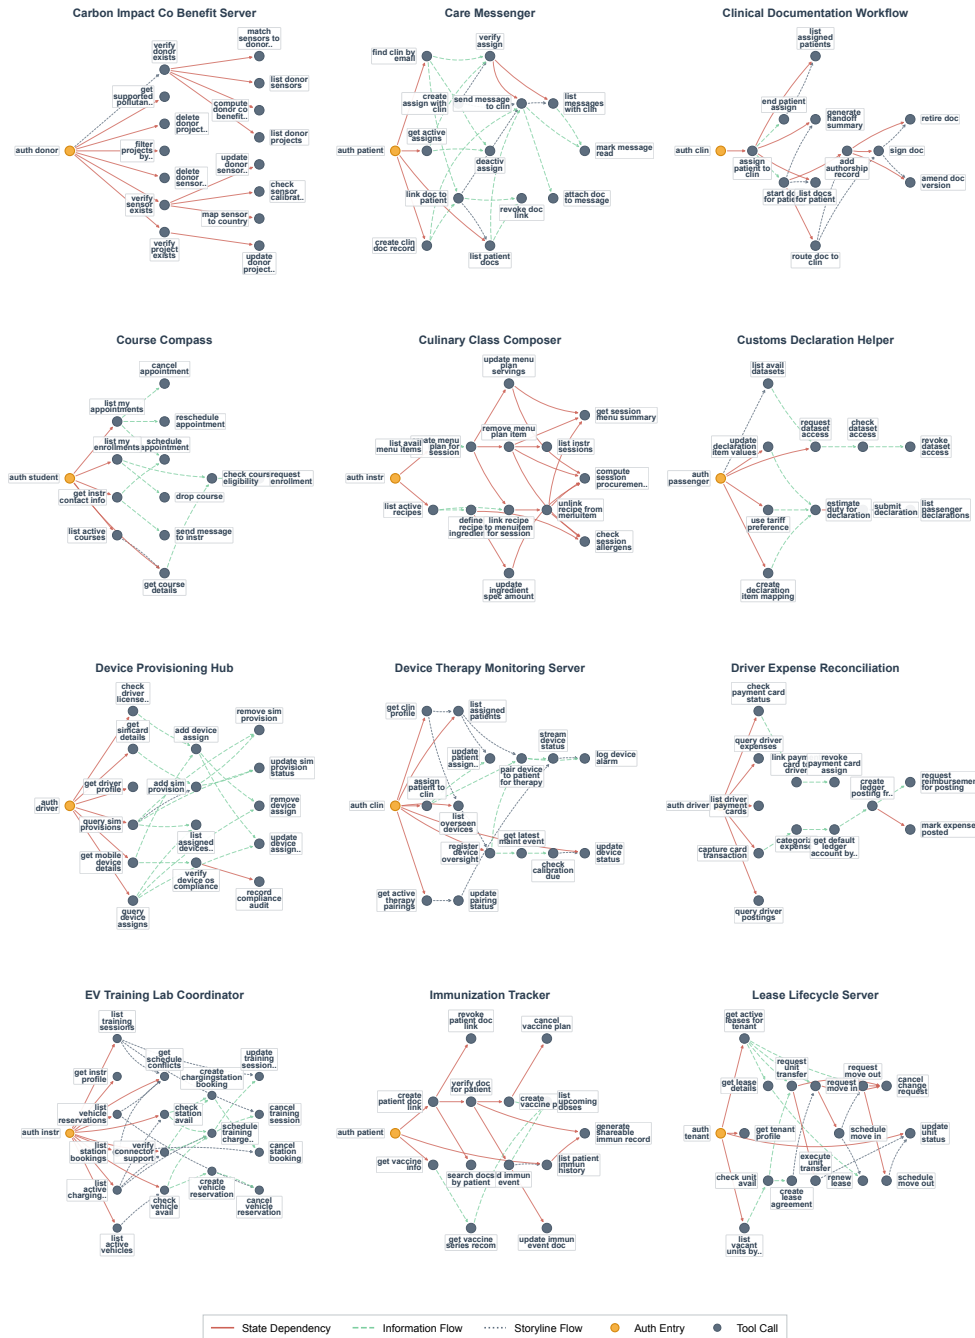 Carbon Impact Co Benefit Server
match
sensors to
donor..
verify
donor
exists
list donor
sensors
get
supported
pollutan..
compute
donor co
benefit..
delete
donor
project..
list donor
projects
auth donor
filter
projects
by..
update
donor
sensor..
delete
donor
sensor..
check
sensor
calibrat..
verify
sensor
exists
map sensor
to country
verify
project
exists
update
donor
project..
Care Messenger
find clin by
email
verify
assign
create
assign with
clin
send message
to clin
list
messages
with clin
get active
assigns
mark message
read
auth patient
deactiv
assign
link doc to
patient
revoke doc
link
attach doc
to message
create clin
doc record
list patient
docs
Clinical Documentation Workflow
list
assigned
patients
end patient
assign
generate
handoff
summary
retire doc
auth clin
assign
patient to
clin
add
authorship
record
sign doc
list docs
for patient
amend doc
version
route doc to
clin
Course Compass
cancel
appointment
list my
appointments
reschedule
appointment
list my
enrollments
schedule
auth student
request
enrollment
eligibility
get instr
contact info
drop course
list active
courses
send message
to instr
get course
details
Culinary Class Composer
update menu
plan
servings
get session
menu summary
list avail
menu items
remove menu
plan item
list instr
sessions
auth instr
compute
procuremen..
list active
recipes
define
recipe
link recipe
to menuitem
for session
unlink
recipe from
menuitem
check
session
allergens
update
ingredient
spec amount
Customs Declaration Helper
list avail
datasets
update
declaration
item values
request
dataset
access
check
dataset
access
revoke
dataset
access
auth
passenger
use tariff
preference
estimate
duty for
declaration
submit
declaration
list
passenger
declarations
create
declaration
item mapping
Device Provisioning Hub
check
driver
license..
get
simcard
details
add device
assign
remove sim
provision
get driver
profile
add sim
provision
update sim
provision
status
auth
driver
query sim
provisions
list
assigned
devices..
remove
device
assign
get mobile
device
details
verify
device os
compliance
update
device
assign..
query
device
assigns
record
compliance
audit
Device Therapy Monitoring Server
get clin
profile
list
assigned
patients
update
patient
assign..
stream
device
status
pair device
to patient
for therapy
log device
alarm
assign
patient to
clin
auth clin
list
overseen
devices
register
device
oversight
get latest
maint event
check
calibration
due
update
device
status
get active
therapy
pairings
update
pairing
status
Driver Expense Reconciliation
check
payment card
status
query driver
expenses
driver
revoke
payment card
assign
create
ledger
posting fr..
request
reimbursement
for posting
auth driver
list driver
payment
cards
mark expense
posted
capture card
transaction
get default
ledger
account by..
query driver
postings
EV Training Lab Coordinator
list
training
sessions
get instr
profile
get
schedule
conflicts
create
chargingstation
booking
update
training
session..
list
vehicle
reservations
check
station
avail
cancel
training
session
auth instr
list
station
bookings
verify
connector
support
schedule
training
charge..
cancel
station
booking
list
active
charging..
check
vehicle
avail
create
vehicle
reservation
cancel
vehicle
reservation
list
active
vehicles
Immunization Tracker
revoke
patient doc
link
cancel
vaccine plan
create
patient doc
link
verify doc
for patient
create
list
upcoming
doses
auth patient
generate
shareable
immun record
get vaccine
info
search docs
by patient
immun
event
list patient
immun
history
get vaccine
series recom
update immun
event doc
Lease Lifecycle Server
get active
leases for
tenant
get lease
details
request
unit
transfer
request
move in
request
move out
cancel
change
request
auth
tenant
get tenant
profile
schedule
move in
update
unit
status
check unit
avail
create
lease
agreement
execute
unit
transfer
renew
lease
schedule
move out
list
vacant
units by..
State Dependency
Information Flow
Storyline Flow
Auth Entry
Tool Call